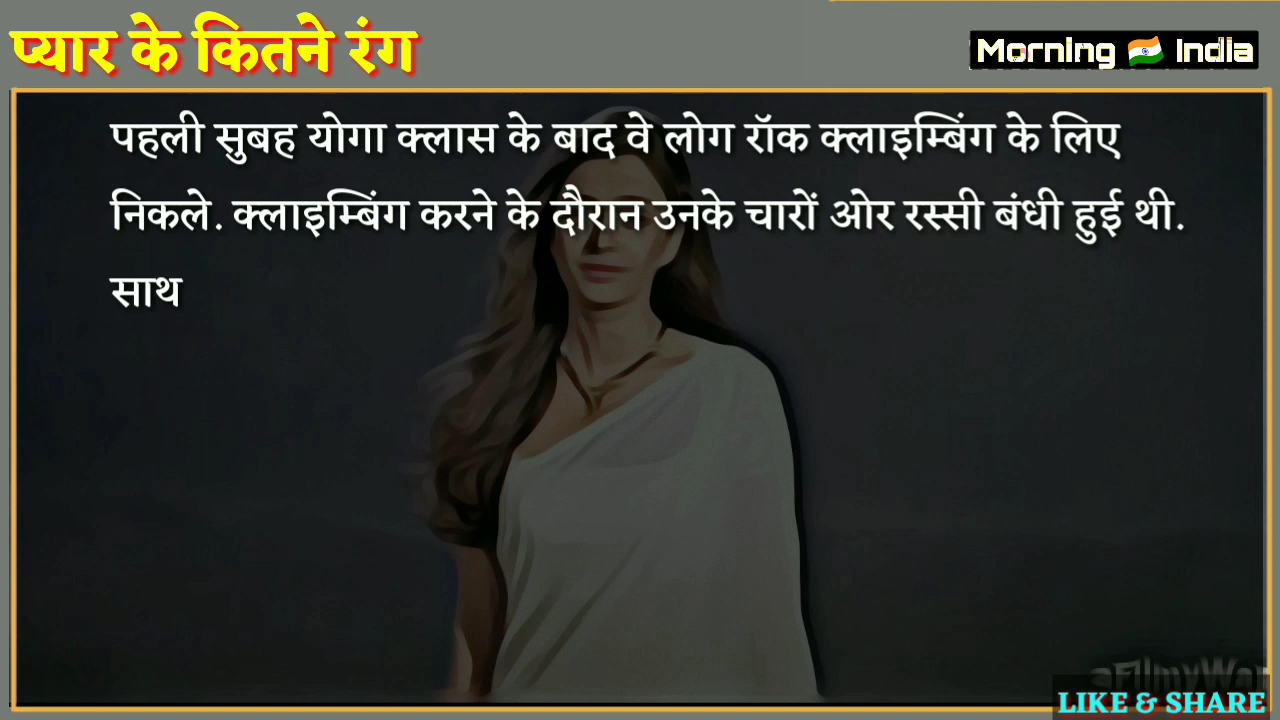 प्यार के कितने रंग
Morning India
पहली सुबह योगा क्लास के बाद वे लोग रॉक क्लाइम्बिंग के लिए
निकले. क्लाइम्बिंग करने के दौरान उनके चारों ओर रस्सी बंधी हुई थी.
साथ
LIKE & SHARE